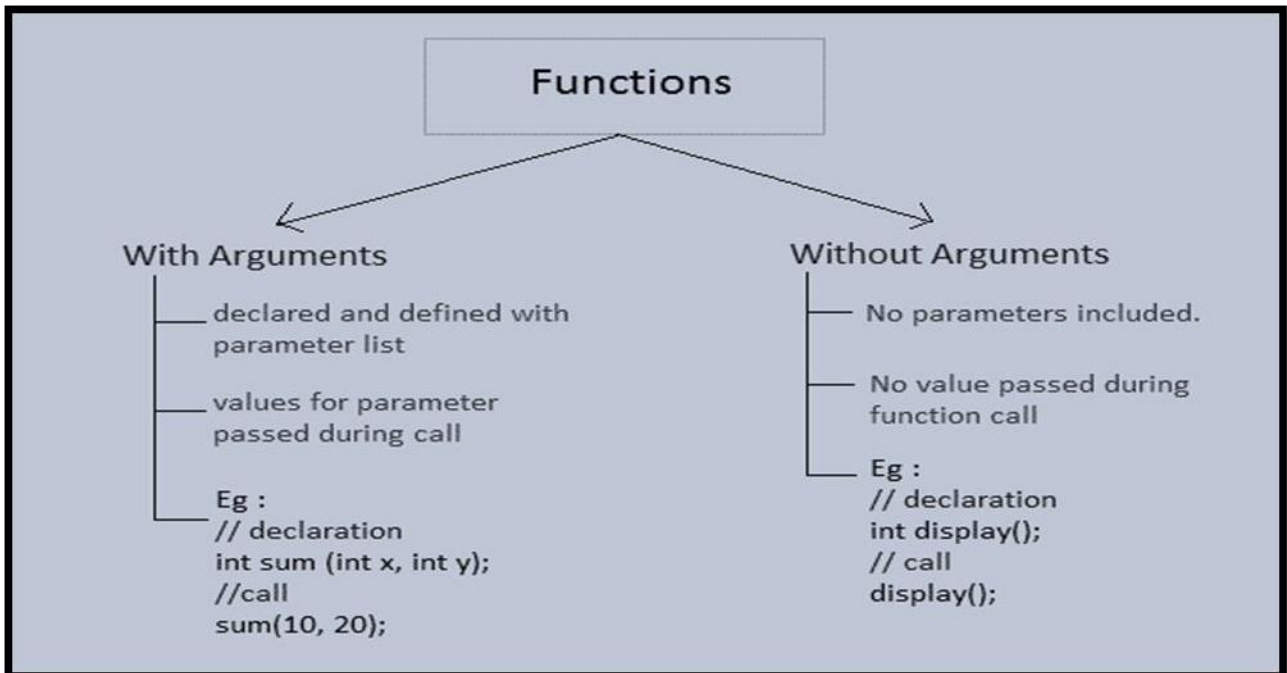 Functions
With Arguments
declared and defined with
parameter list
values for parameter
passed during call
Eg :
// declaration
int sum (int x, int y);
//call
sum(10, 20);
Without Arguments
No parameters included.
No value passed during
function call
Eg :
// declaration
int display();
// call
display();